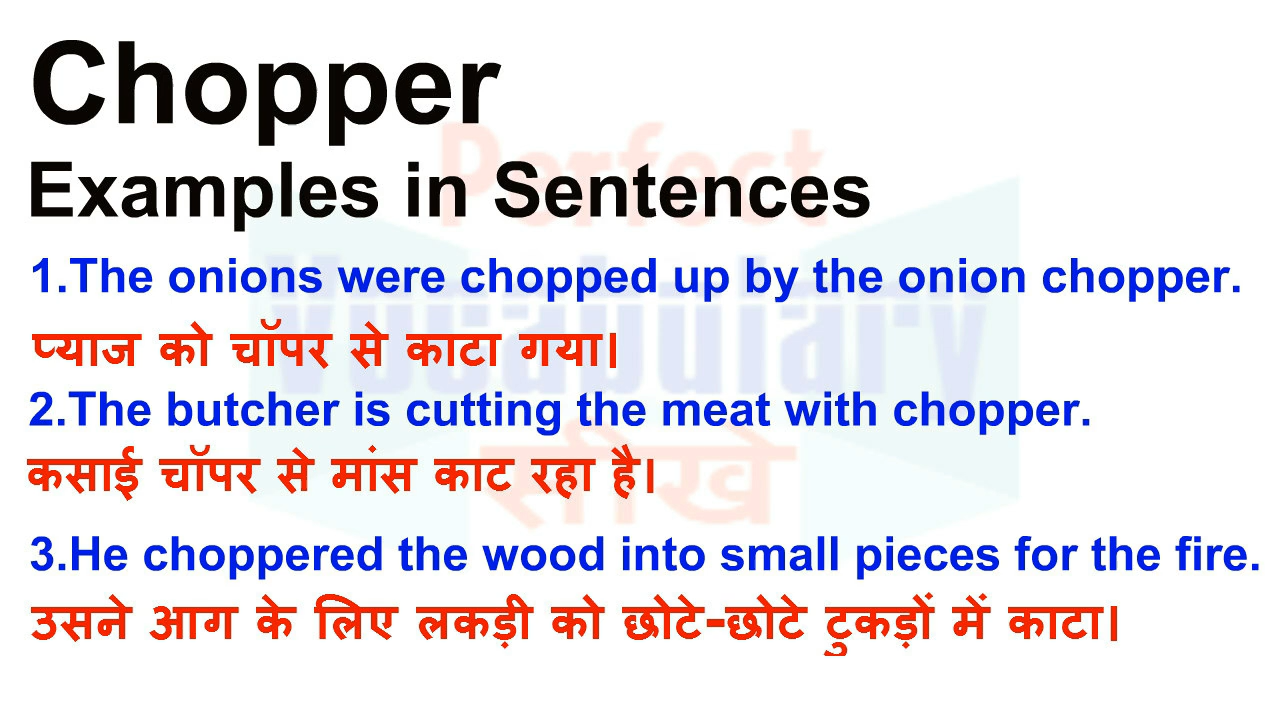 Chopper
Perfect
Examples in Sentences
1.The onions were chopped up by the onion chopper.
Vocabulary
प्याज को चॉपर से काटा गया।
2.The butcher is cutting the meat with chopper.
सीखे
कसाई चॉपर से मांस काट रहा है।
3.He choppered the wood into small pieces for the fire.
उसने आग के लिए लकड़ी को छोटे-छोटे टुकड़ों में काटा।